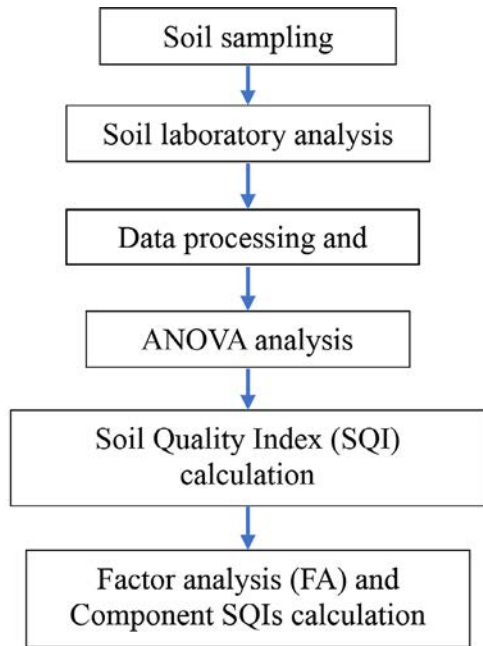 Soil sampling
Soil laboratory analysis
Data processing and
ANOVA analysis
Soil Quality Index (SQI)
calculation
Factor analysis (FA) and
Component SQIs calculation